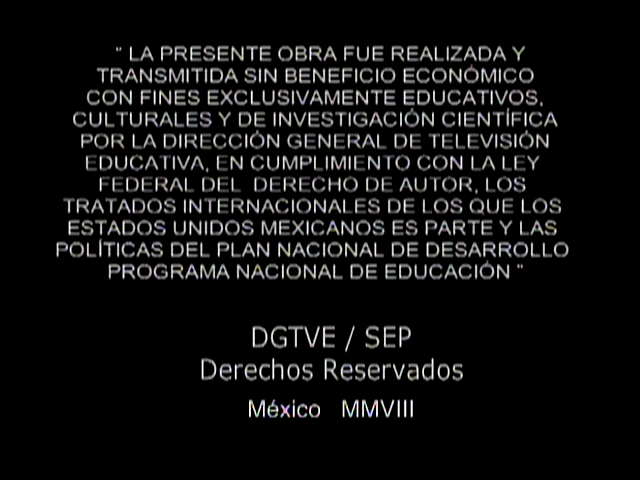 " LA PRESENTE OBRA FUE REALIZADA Y
TRANSMITIDA SIN BENEFICIO ECONÓMICO
CON FINES EXCLUSIVAMENTE EDUCATIVOS,
CULTURALES Y DE INVESTIGACIÓN CIENTÍFICA
POR LA DIRECCIÓN GENERAL DE TELEVISIÓN
EDUCATIVA, EN CUMPLIMIENTO CON LA LEY
FEDERAL DEL DERECHO DE AUTOR, LOS
TRATADOS INTERNACIONALES DE LOS QUE LOS
ESTADOS UNIDOS MEXICANOS ES PARTE Y LAS
POLÍTICAS DEL PLAN NACIONAL DE DESARROLLO
PROGRAMA NACIONAL DE EDUCACIÓN "
DGTVE / SEP
Derechos Reservados
México MMVIII